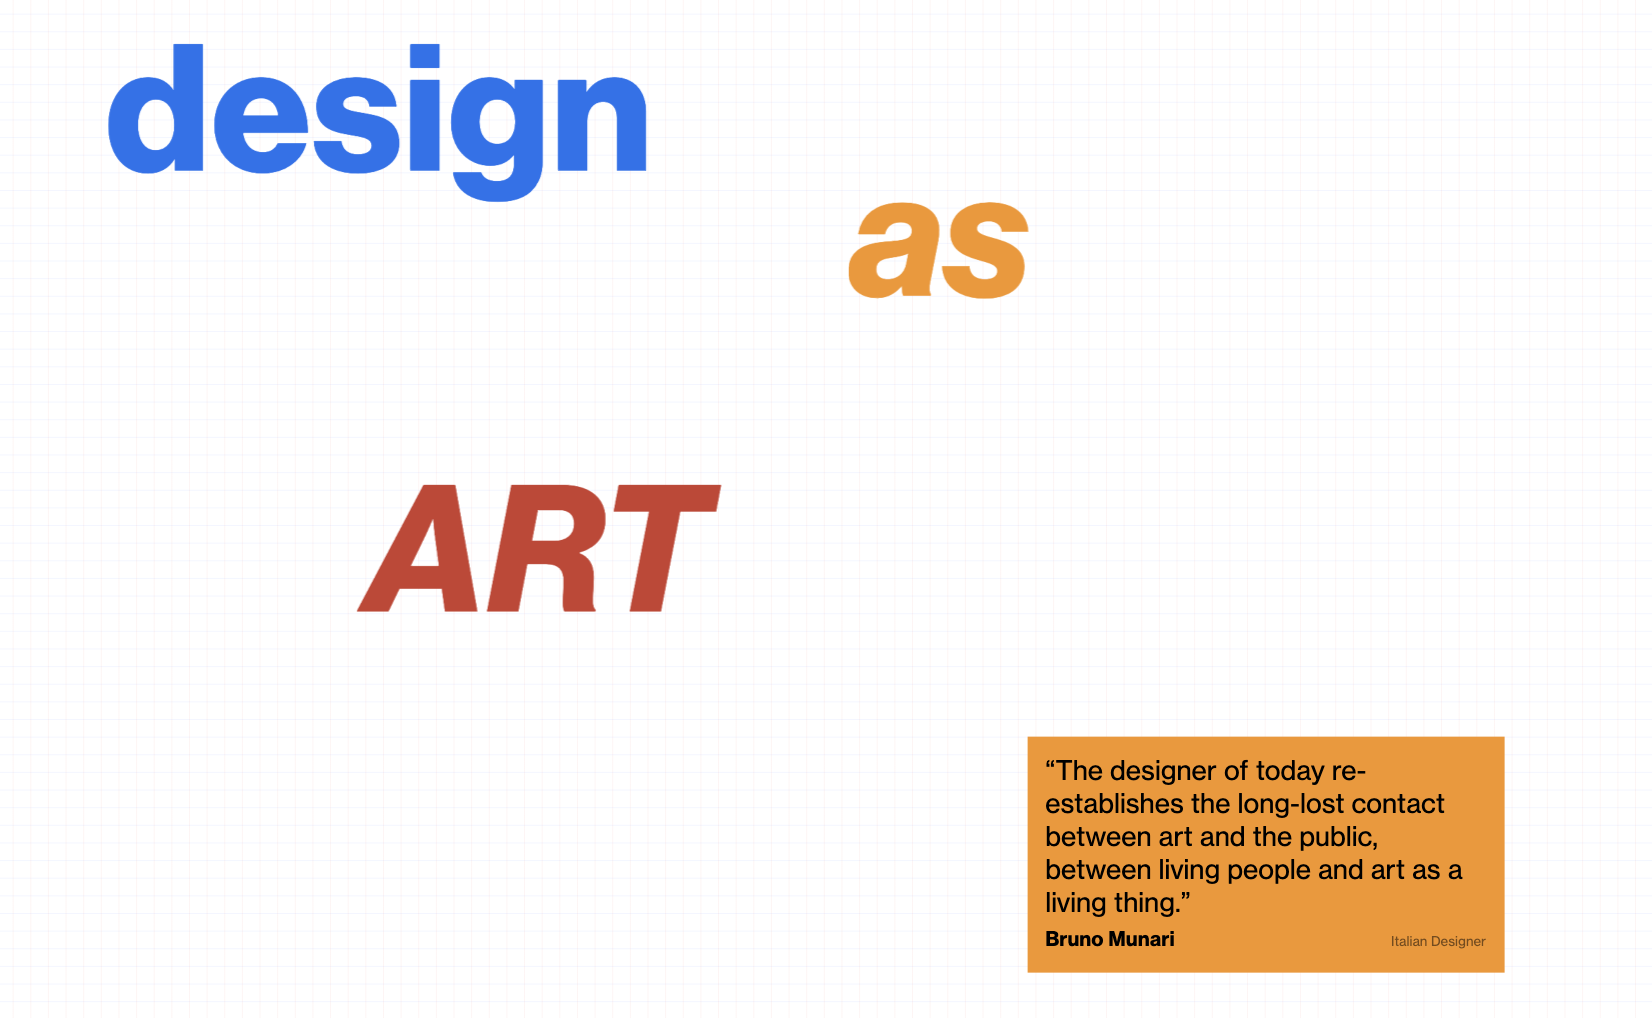 design
as
ART
“The designer of today re-
establishes the long-lost contact
between art and the public,
between living people and art as a
living thing.”
Bruno Munari
Italian Designer